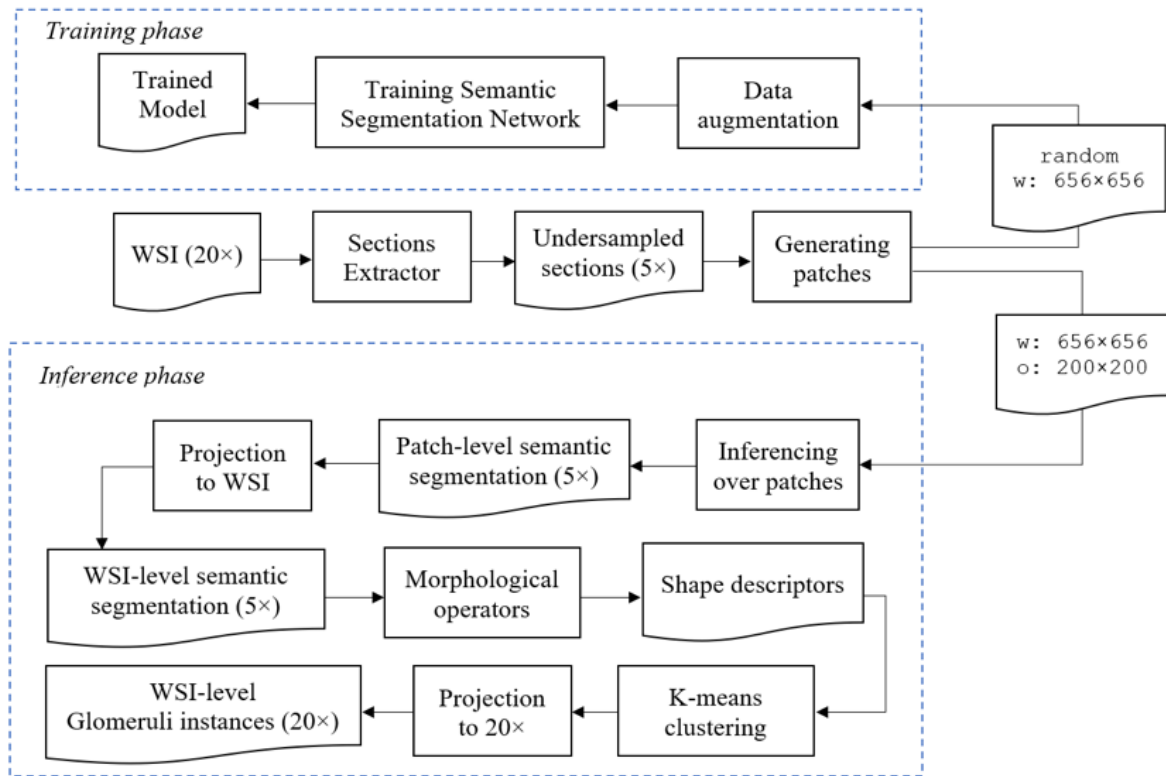 Training phase
Trained
Model
Training Semantic
Segmentation Network
Data
augmentation
random
w: 656×656
WSI (20×)
Sections
Extractor
Undersampled
sections (5×)
Generating
patches
w: 656×656
o: 200×200
Inference phase
Projection
to WSI
Patch-level semantic
segmentation (5×)
Inferencing
over patches
WSI-level semantic
segmentation (5×)
Morphological
operators
Shape descriptors
WSI-level
Glomeruli instances (20×)
Projection
to 20×
K-means
clustering